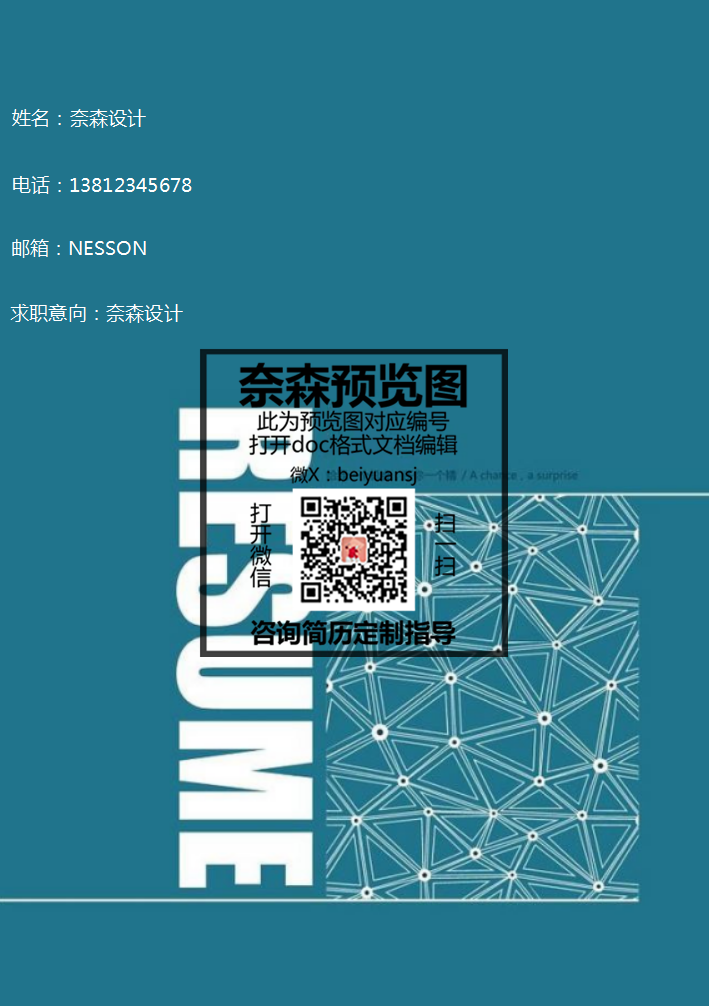 姓名：奈森设计
电话：13812345678
邮箱：NESSON
求职意向：奈森设计
奈森预览图
此为预览图对应编号
打开doc格式文档编辑
微X：beiyuansj
一个精 / A chance , a surprise
打开微信
扫一扫
咨询简历定制指导
RESUME